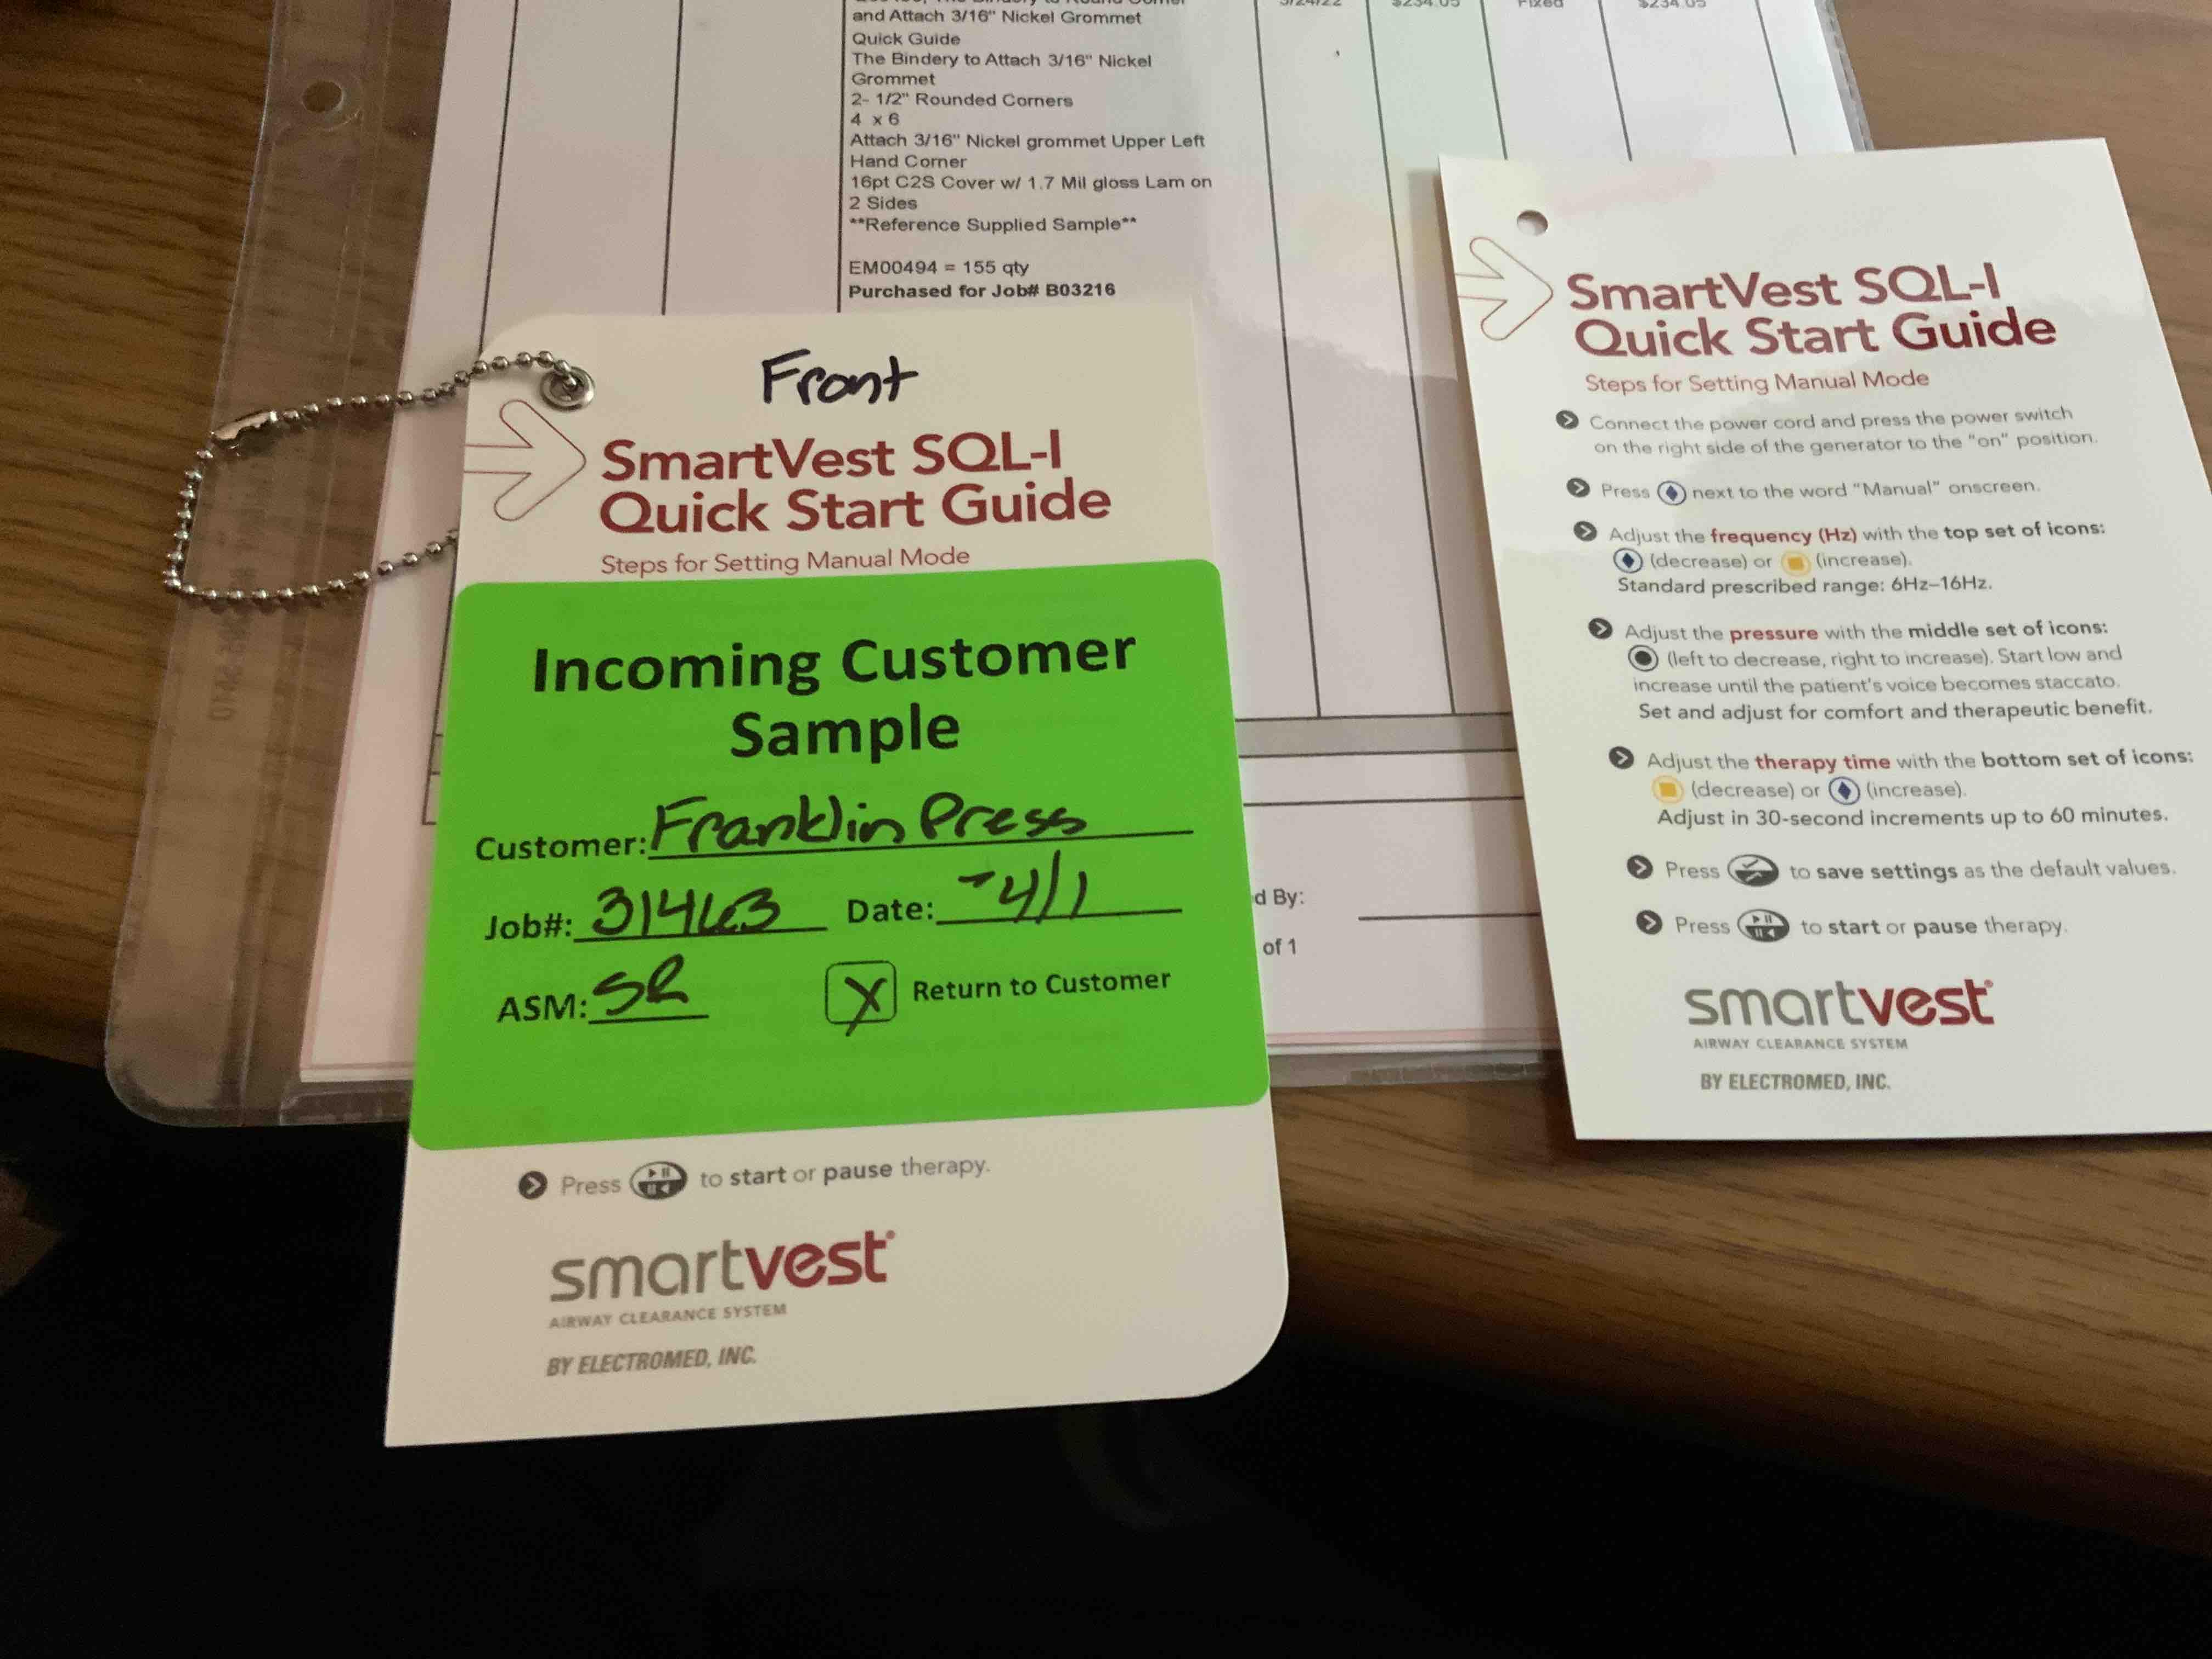 and Attach 3/16" Nickel Grommet
Quick Guide
The Bindery to Attach 3/16" Nickel
Grommet
2- 1/2" Rounded Corners
4 x 6
Attach 3/16" Nickel grommet Upper Left
Hand Corner
16pt C2S Cover w/ 1.7 Mil gloss Lam on
2 Sides
**Reference Supplied Sample**
EM00494 = 155 qty
Purchased for Job# B03216
3/24/22 $234.05 Fixed $234.05
d By:
of 1
Front
SmartVest SQL-I
Quick Start Guide
Steps for Setting Manual Mode
Incoming Customer
Sample
Customer: Franklin Press
Job#: 31463 Date: 4/1
ASM: SR X Return to Customer
Press to start or pause therapy.
smartvest®
AIRWAY CLEARANCE SYSTEM
BY ELECTROMED, INC.
SmartVest SQL-I
Quick Start Guide
Steps for Setting Manual Mode
Connect the power cord and press the power switch
on the right side of the generator to the "on" position.
Press next to the word "Manual" onscreen.
Adjust the frequency (Hz) with the top set of icons:
(decrease) or (increase).
Standard prescribed range: 6Hz–16Hz.
Adjust the pressure with the middle set of icons:
(left to decrease, right to increase). Start low and
increase until the patient's voice becomes staccato.
Set and adjust for comfort and therapeutic benefit.
Adjust the therapy time with the bottom set of icons:
(decrease) or (increase).
Adjust in 30-second increments up to 60 minutes.
Press to save settings as the default values.
Press to start or pause therapy.
smartvest®
AIRWAY CLEARANCE SYSTEM
BY ELECTROMED, INC.